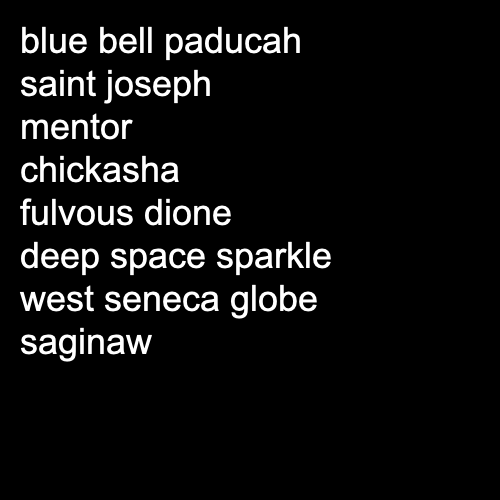 blue bell paducah
saint joseph
mentor
chickasha
fulvous dione
deep space sparkle
west seneca globe
saginaw